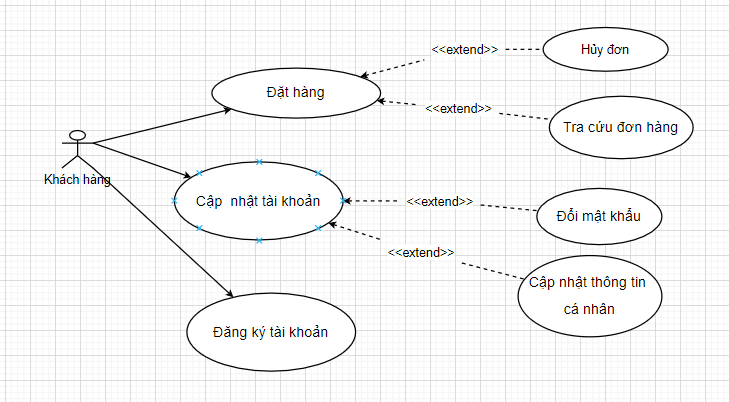 <<extend>>
Hủy đơn
Đặt hàng
<<extend>>
Tra cứu đơn hàng
Khách hàng
Cập nhật tài khoản
<<extend>>
Đổi mật khẩu
<<extend>>
Cập nhật thông tin
cá nhân
Đăng ký tài khoản